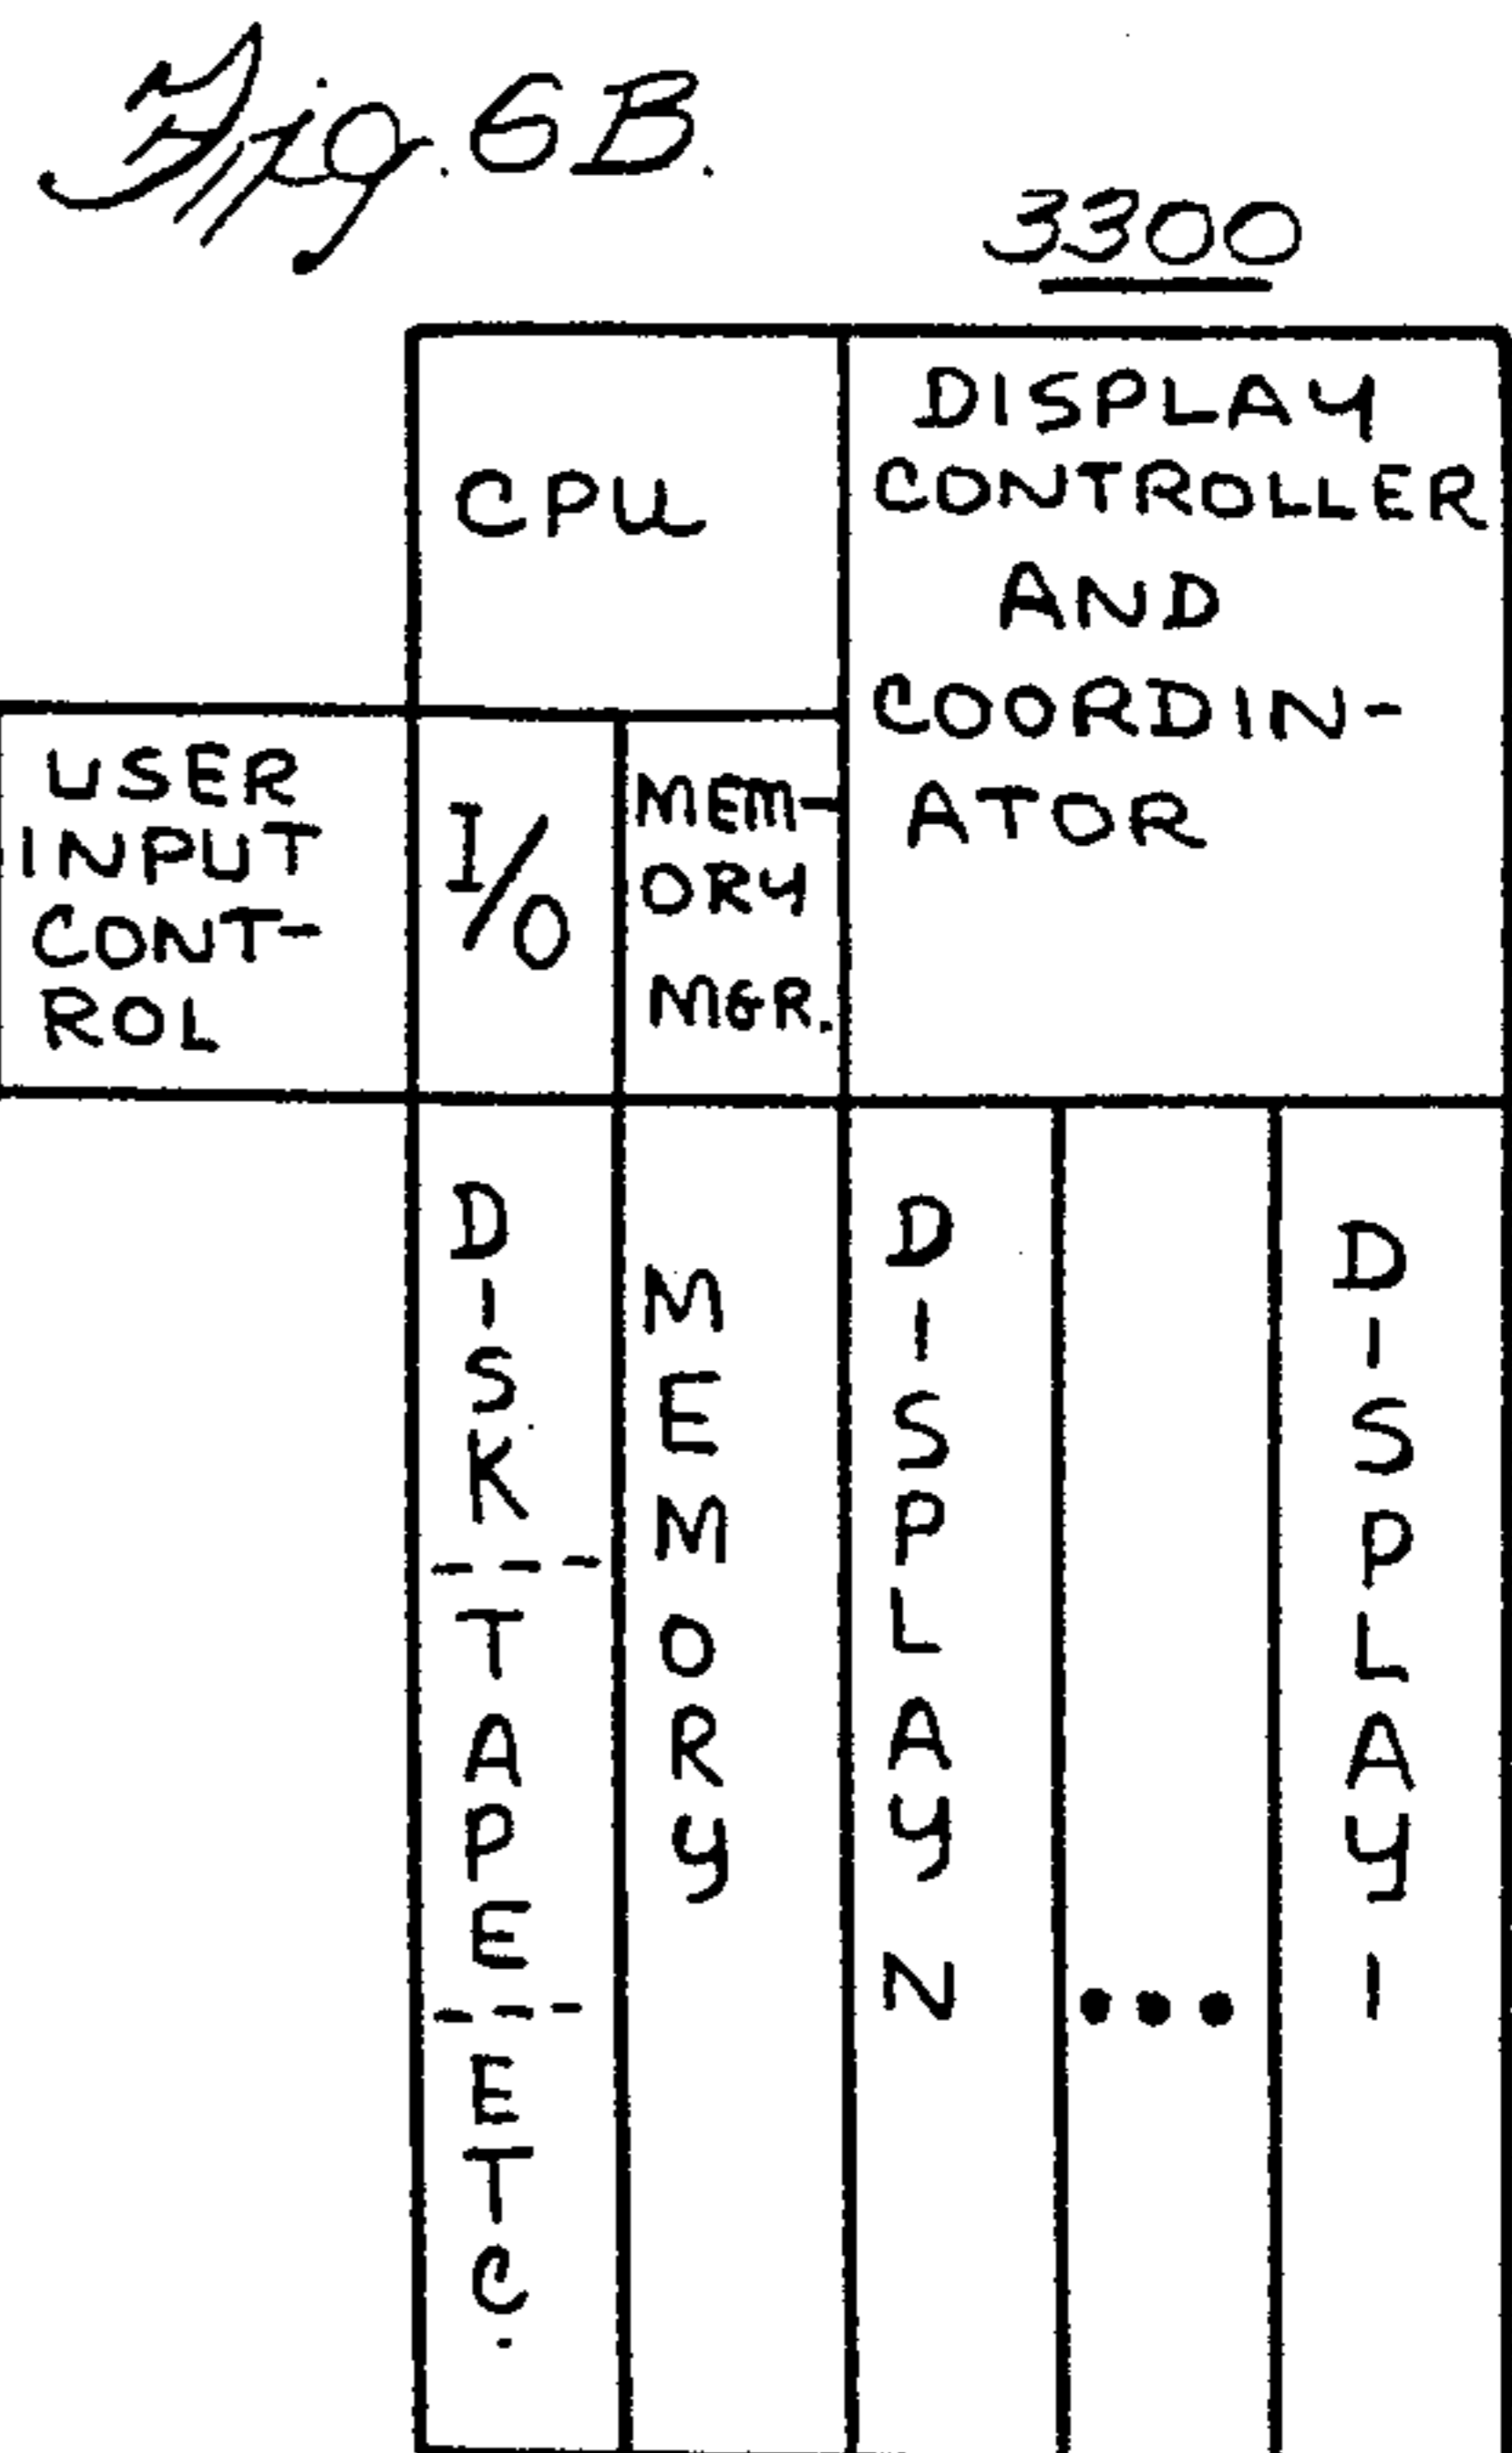 Fig. 6B.
3300
CPU
DISPLAY
CONTROLLER
AND
COORDIN-
ATOR
USER
INPUT
CONT-
ROL
I/O
MEM-
ORY
MGR.
DISK
TAPE
ETC.
MEMORY
DISPLAY N
•••
DISPLAY 1